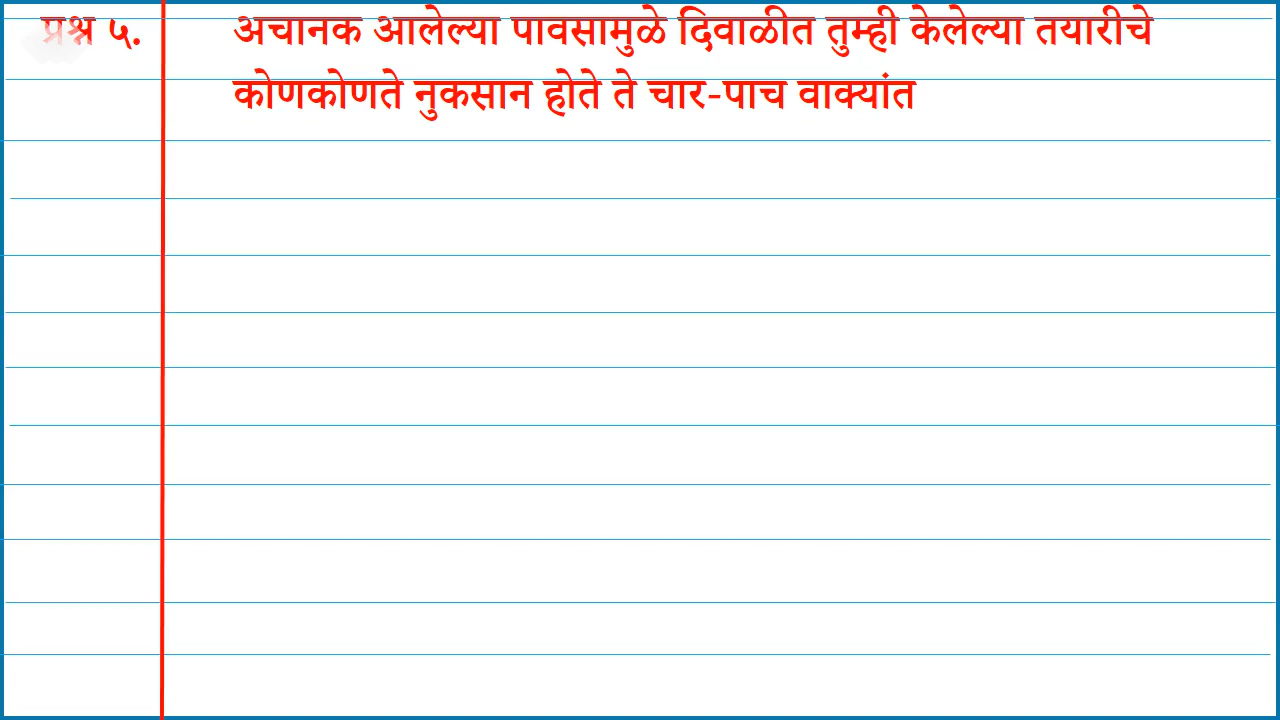 प्रश्न ५. अचानक आलेल्या पावसामुळे दिवाळीत तुम्ही केलेल्या तयारीचे
कोणकोणते नुकसान होते ते चार-पाच वाक्यांत